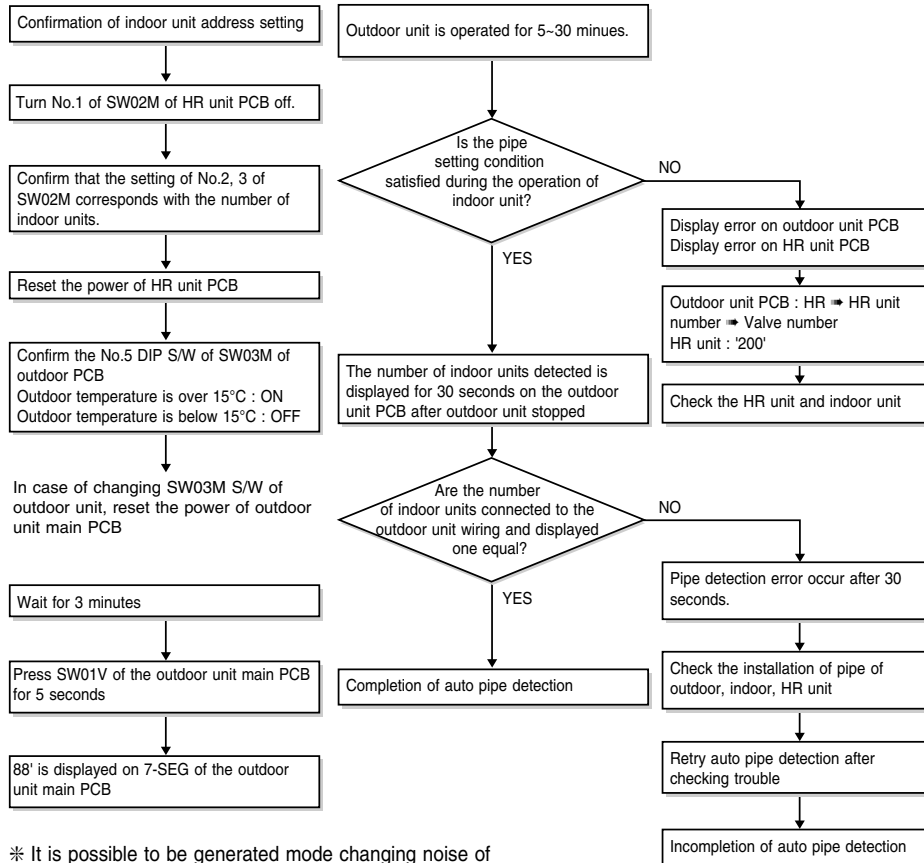 Confirmation of indoor unit address setting
Turn No.1 of SW02M of HR unit PCB off.
Confirm that the setting of No.2, 3 of
SW02M corresponds with the number of
indoor units.
Reset the power of HR unit PCB
Confirm the No.5 DIP S/W of SW03M of
outdoor PCB
Outdoor temperature is over 15°C : ON
Outdoor temperature is below 15°C : OFF
In case of changing SW03M S/W of
outdoor unit, reset the power of outdoor
unit main PCB
Wait for 3 minutes
Press SW01V of the outdoor unit main PCB
for 5 seconds
88' is displayed on 7-SEG of the outdoor
unit main PCB
❈ It is possible to be generated mode changing noise of
Outdoor unit is operated for 5~30 minues.
Is the pipe
setting condition
satisfied during the operation of
indoor unit?
NO
YES
Display error on outdoor unit PCB
Display error on HR unit PCB
Outdoor unit PCB : HR ➠ HR unit
number ➠ Valve number
HR unit : '200'
Check the HR unit and indoor unit
The number of indoor units detected is
displayed for 30 seconds on the outdoor
unit PCB after outdoor unit stopped
Are the number
of indoor units connected to the
outdoor unit wiring and displayed
one equal?
NO
YES
Completion of auto pipe detection
Pipe detection error occur after 30
seconds.
Check the installation of pipe of
outdoor, indoor, HR unit
Retry auto pipe detection after
checking trouble
Incompletion of auto pipe detection